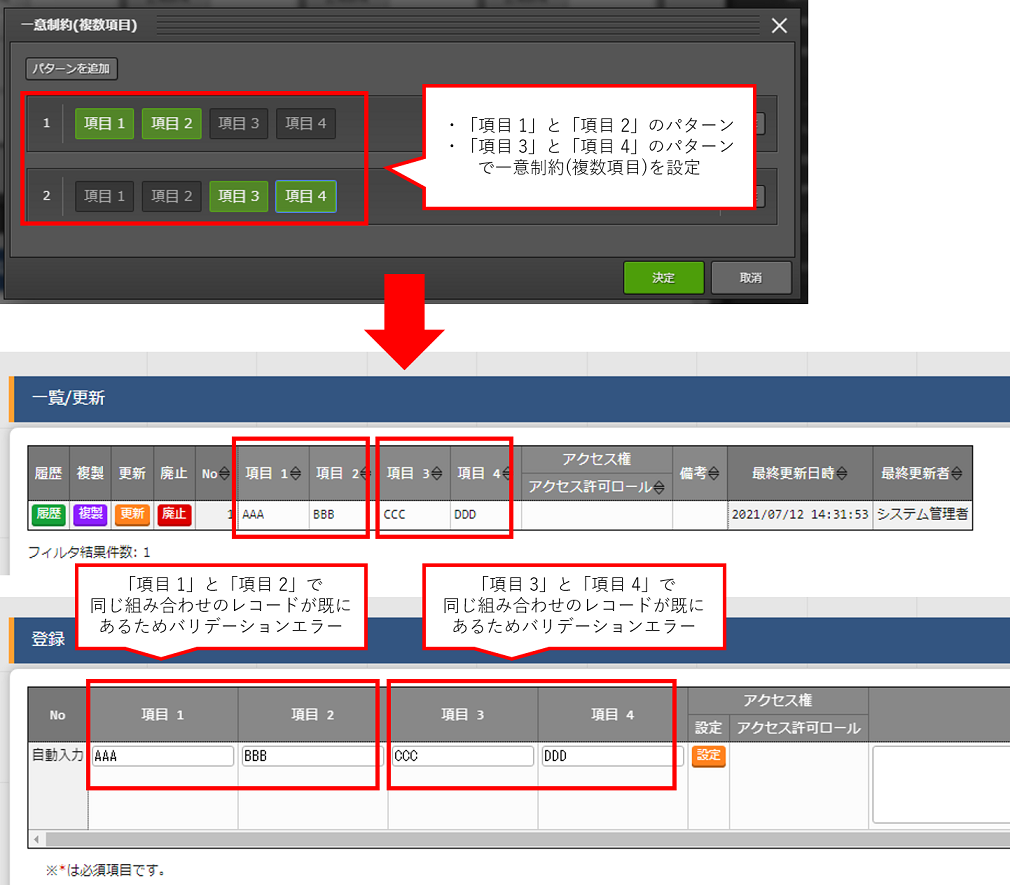 一意制約(複数項目)
パターンを追加
1 項目 1 項目 2 項目 3 項目 4
2 項目 1 項目 2 項目 3 項目 4
・「項目 1」と「項目 2」のパターン
・「項目 3」と「項目 4」のパターン
で一意制約(複数項目)を設定
決定 取消
一覧/更新
履歴 複製 更新 廃止 No 項目 1 項目 2 項目 3 項目 4 アクセス権 備考 最終更新日時 最終更新者
アクセス許可ロール
履歴 複製 更新 廃止 1 AAA BBB CCC DDD 2021/07/12 14:31:53 システム管理者
フィルタ結果件数: 1
「項目 1」と「項目 2」で
同じ組み合わせのレコードが既に
あるためバリデーションエラー
「項目 3」と「項目 4」で
同じ組み合わせのレコードが既に
あるためバリデーションエラー
登録
No 項目 1 項目 2 項目 3 項目 4 アクセス権
設定 アクセス許可ロール
自動入力 AAA BBB CCC DDD 設定
※*は必須項目です。